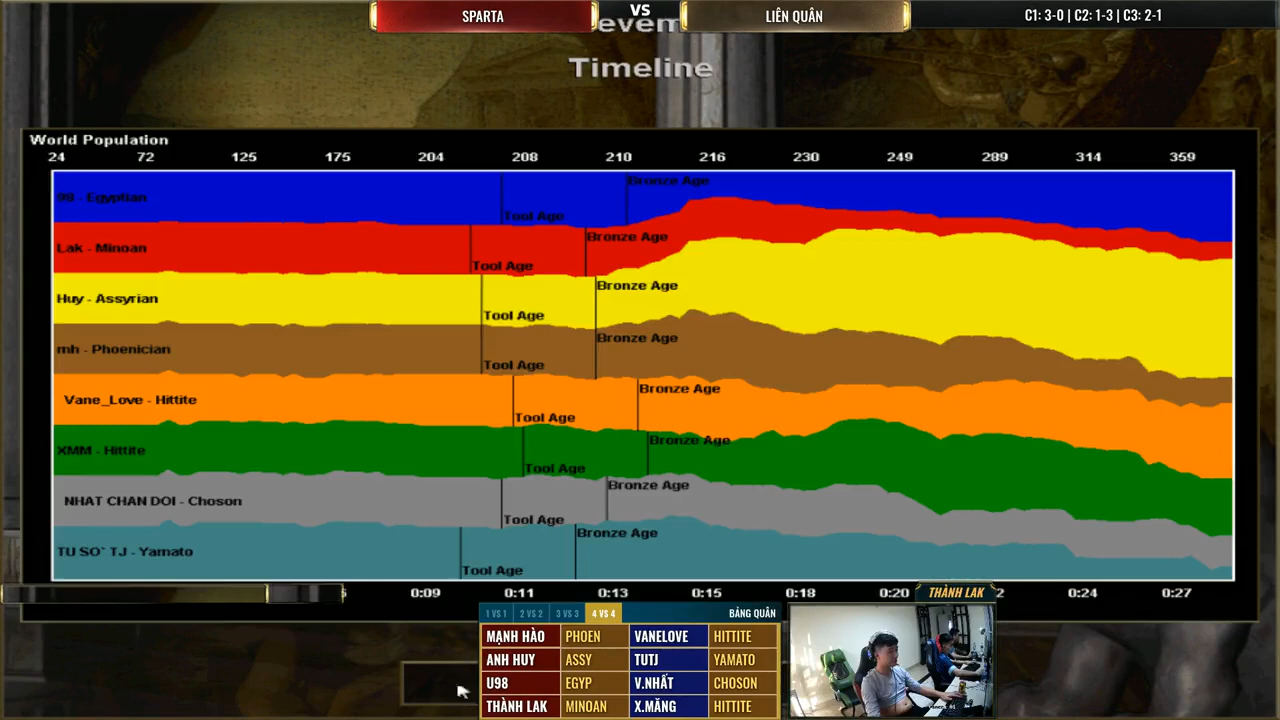 SPARTA
VS
LIÊN QUÂN
C1: 3-0 | C2: 1-3 | C3: 2-1
Timeline
World Population
24 72 125 175 204 208 210 216 230 249 289 314 359
98 - Egyptian
Tool Age
Bronze Age
Lak - Minoan
Tool Age
Bronze Age
Huy - Assyrian
Tool Age
Bronze Age
mh - Phoenician
Tool Age
Bronze Age
Vane_Love - Hittite
Tool Age
Bronze Age
XMM - Hittite
Tool Age
Bronze Age
NHAT CHAN DOI - Choson
Tool Age
Bronze Age
TU SO` TJ - Yamato
Tool Age
Bronze Age
0:09 0:11 0:13 0:15 0:18 0:20 2 0:24 0:27
THÀNH LAK
1 VS 1 2 VS 2 3 VS 3 4 VS 4 BẢNG QUÂN
MẠNH HÀO PHOEN VANELOVE HITTITE
ANH HUY ASSY TUTJ YAMATO
U98 EGYP V.NHẤT CHOSON
THÀNH LAK MINOAN X.MĂNG HITTITE